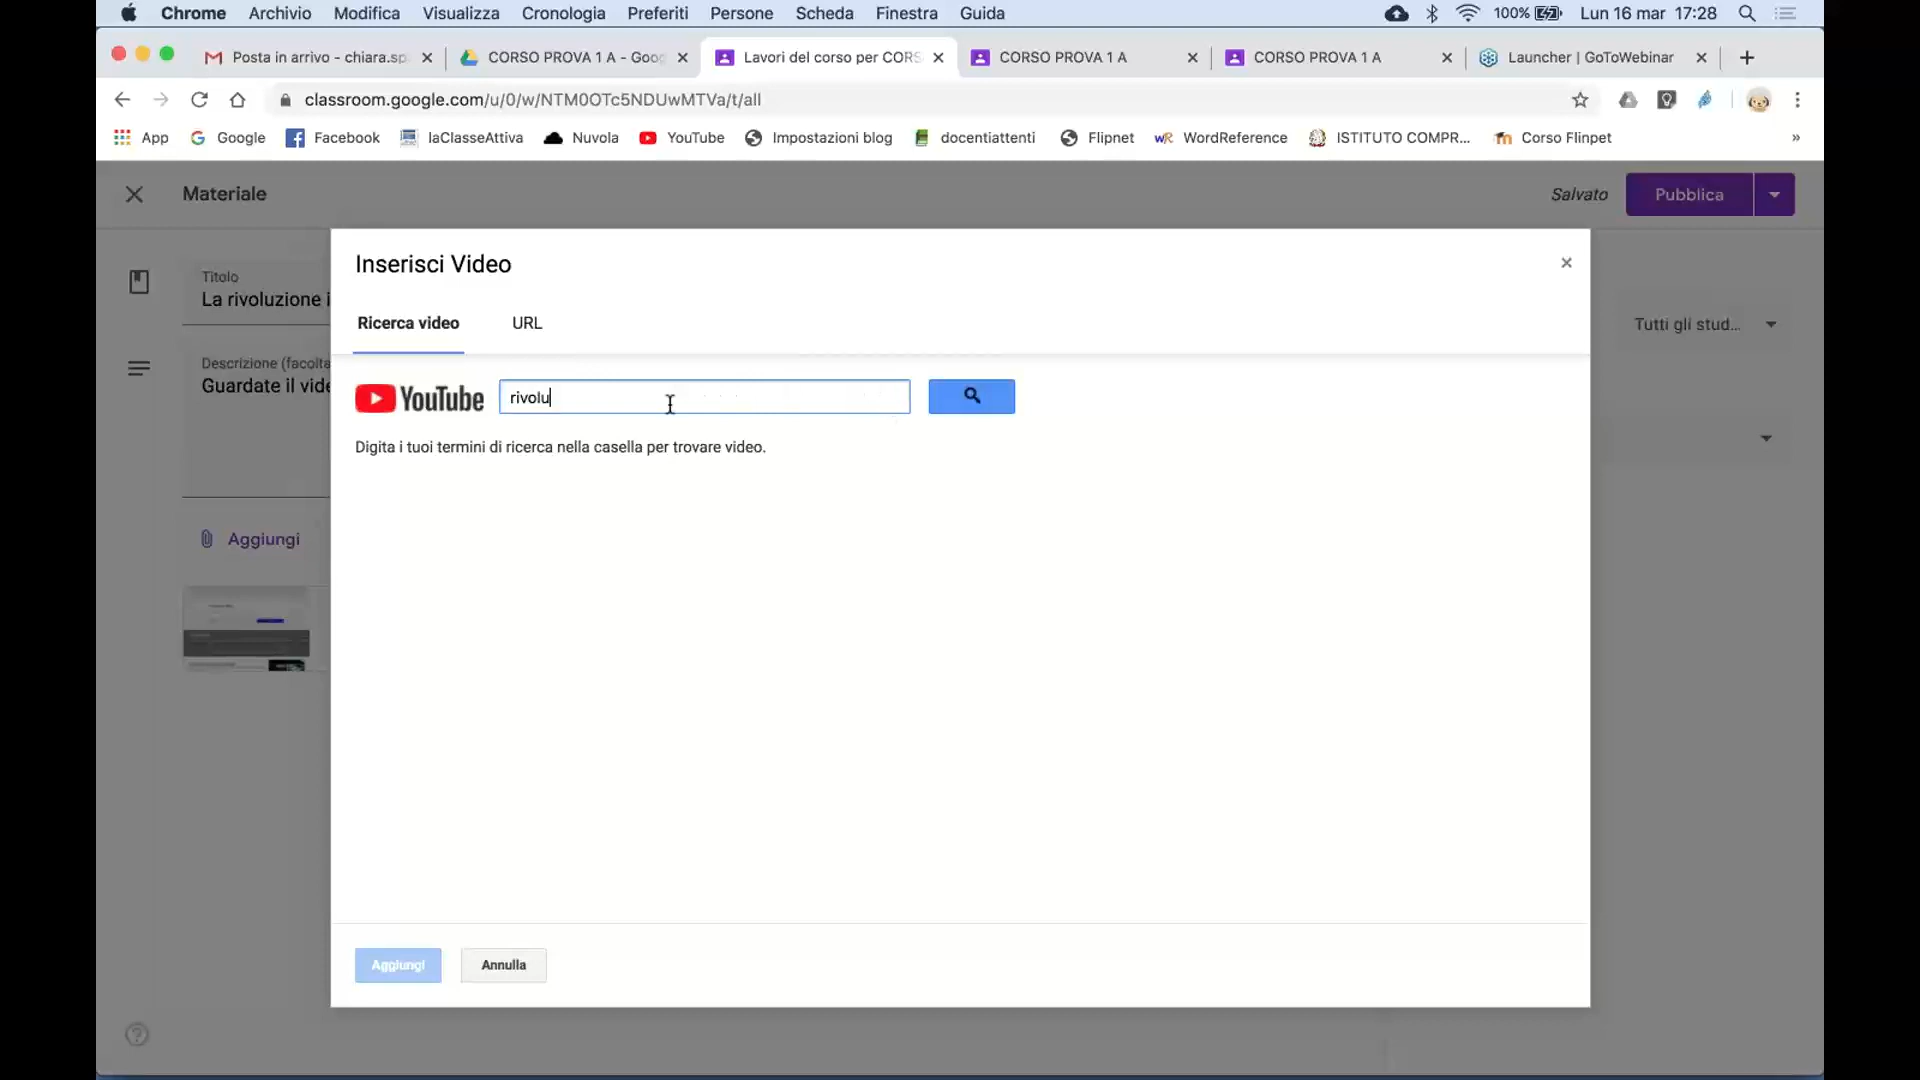 Chrome Archivio Modifica Visualizza Cronologia Preferiti Persone Scheda Finestra Guida 100% Lun 16 mar 17:28
Posta in arrivo - chiara.sp CORSO PROVA 1 A - Goog Lavori del corso per CORS CORSO PROVA 1 A CORSO PROVA 1 A Launcher | GoToWebinar
classroom.google.com/u/0/w/NTM0OTc5NDUwMTVa/t/all
App Google Facebook laClasseAttiva Nuvola YouTube Impostazioni blog docentiattenti Flipnet WordReference ISTITUTO COMPR... Corso Flinpet »
Materiale Salvato Pubblica
Inserisci Video
Titolo
La rivoluzione i
Ricerca video URL
Tutti gli stud...
Descrizione (facolta
Guardate il vide
YouTube rivolu
Digita i tuoi termini di ricerca nella casella per trovare video.
Aggiungi
Aggiungi Annulla